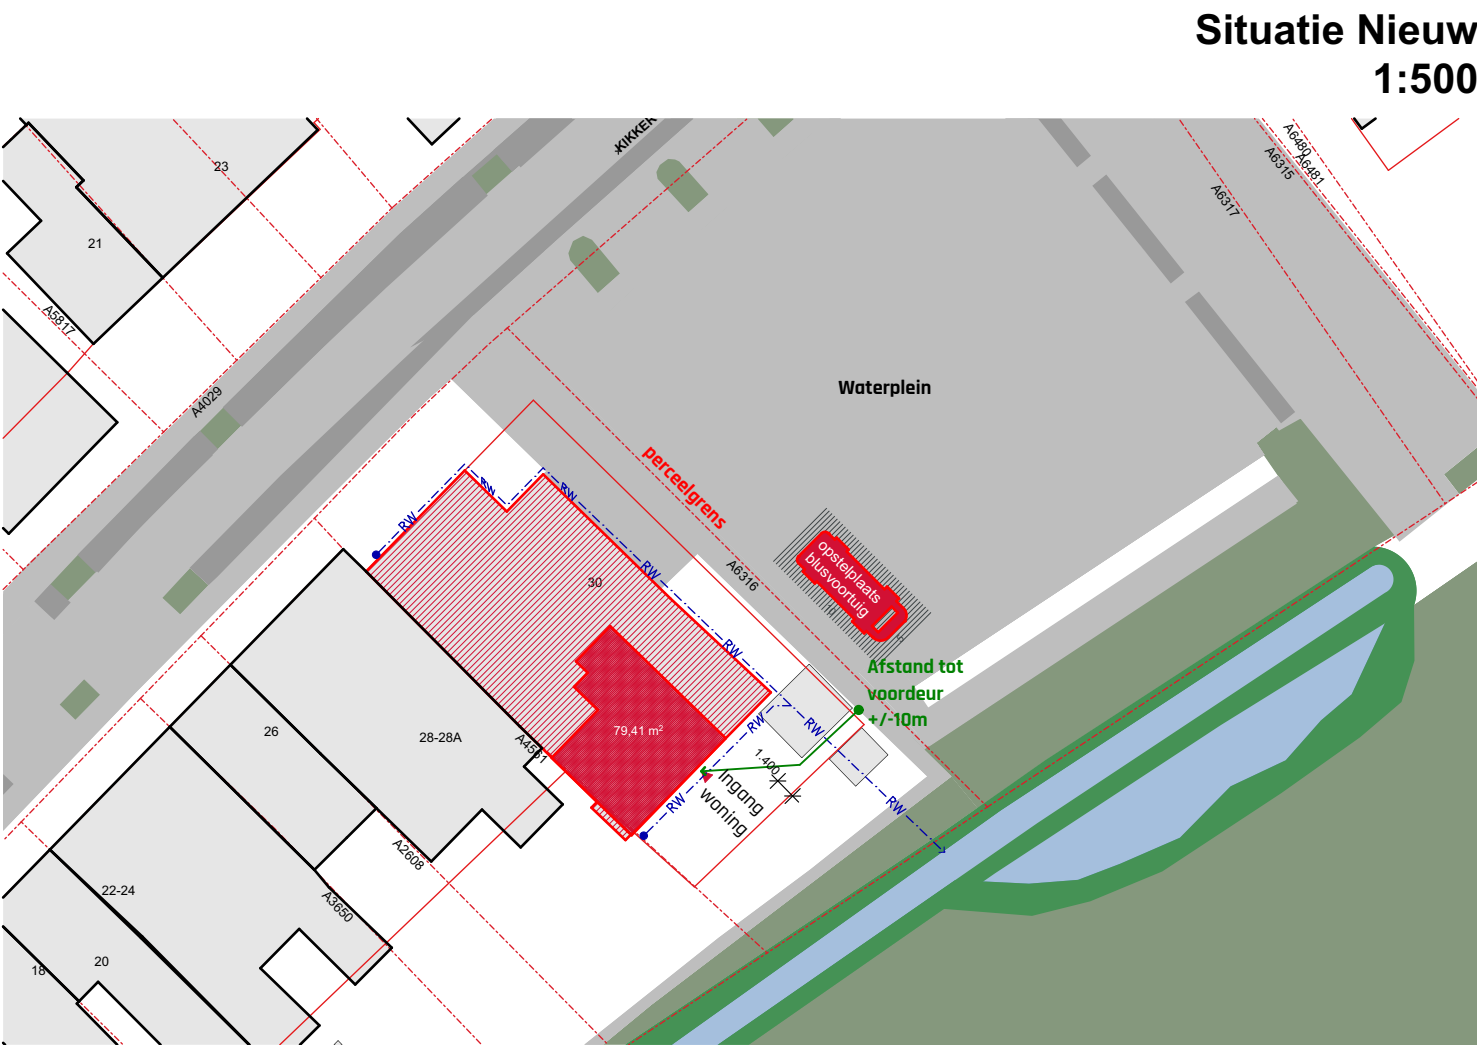 Situatie Nieuw
1:500
KIKKER
23
21
A5817
A4029
A6480
A6481
A6315
A6317
Waterplein
perceelgrens
RW
RW
RW
RW
RW
RW
RW
RW
RW
30
A6316
opstelplaats
blusvoertuig
Afstand tot
voordeur
+/-10m
79,41 m²
1.400
Ingang
woning
A4561
28-28A
26
A2608
A3650
22-24
20
18